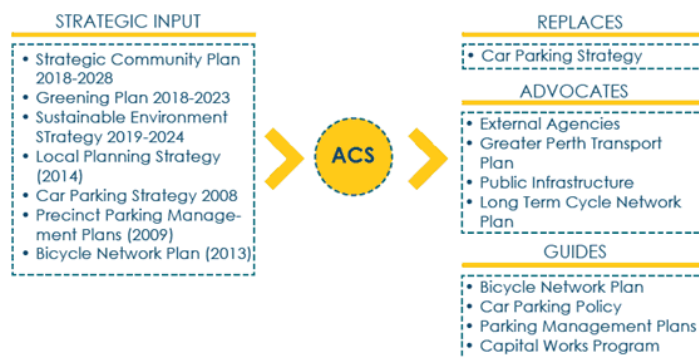 STRATEGIC INPUT
• Strategic Community Plan
2018-2028
• Greening Plan 2018-2023
• Sustainable Environment
STrategy 2019-2024
• Local Planning Strategy
(2014)
• Car Parking Strategy 2008
• Precinct Parking Manage-
ment Plans (2009)
• Bicycle Network Plan (2013)
ACS
REPLACES
• Car Parking Strategy
ADVOCATES
• External Agencies
• Greater Perth Transport
Plan
• Public Infrastructure
• Long Term Cycle Network
Plan
GUIDES
• Bicycle Network Plan
• Car Parking Policy
• Parking Management Plans
• Capital Works Program